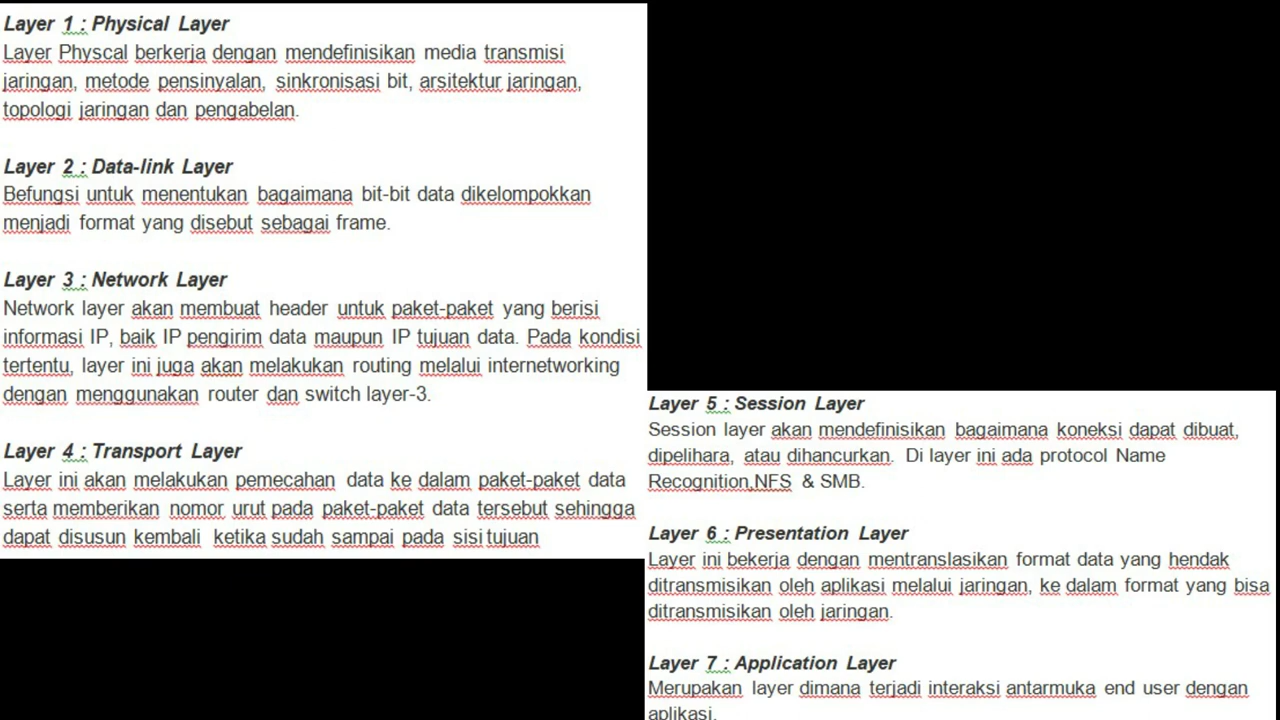 Layer 1 : Physical Layer
Layer Physcal berkerja dengan mendefinisikan media transmisi
jaringan, metode pensinyalan, sinkronisasi bit, arsitektur jaringan,
topologi jaringan dan pengabelan.
Layer 2 : Data-link Layer
Befungsi untuk menentukan bagaimana bit-bit data dikelompokkan
menjadi format yang disebut sebagai frame.
Layer 3 : Network Layer
Network layer akan membuat header untuk paket-paket yang berisi
informasi IP, baik IP pengirim data maupun IP tujuan data. Pada kondisi
tertentu, layer ini juga akan melakukan routing melalui internetworking
dengan menggunakan router dan switch layer-3.
Layer 4 : Transport Layer
Layer ini akan melakukan pemecahan data ke dalam paket-paket data
serta memberikan nomor urut pada paket-paket data tersebut sehingga
dapat disusun kembali ketika sudah sampai pada sisi tujuan
Layer 5 : Session Layer
Session layer akan mendefinisikan bagaimana koneksi dapat dibuat,
dipelihara, atau dihancurkan. Di layer ini ada protocol Name
Recognition,NFS & SMB.
Layer 6 : Presentation Layer
Layer ini bekerja dengan mentranslasikan format data yang hendak
ditransmisikan oleh aplikasi melalui jaringan, ke dalam format yang bisa
ditransmisikan oleh jaringan.
Layer 7 : Application Layer
Merupakan layer dimana terjadi interaksi antarmuka end user dengan
aplikasi.